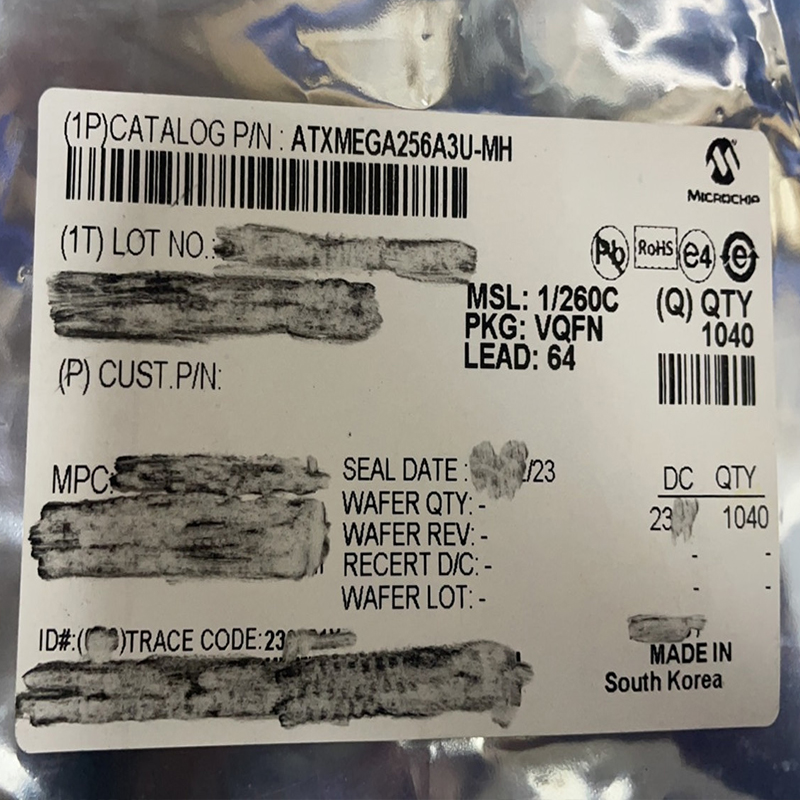 (1P)CATALOG P/N : ATXMEGA256A3U-MH
MICROCHIP
(1T) LOT NO.:
Pb RoHS e4 e
MSL: 1/260C
PKG: VQFN
LEAD: 64
(Q) QTY
1040
(P) CUST.P/N:
MPC:
SEAL DATE : /23
WAFER QTY: -
WAFER REV: -
RECERT D/C: -
WAFER LOT: -
DC QTY
23 1040
- -
- -
ID#:( )TRACE CODE:23
MADE IN
South Korea